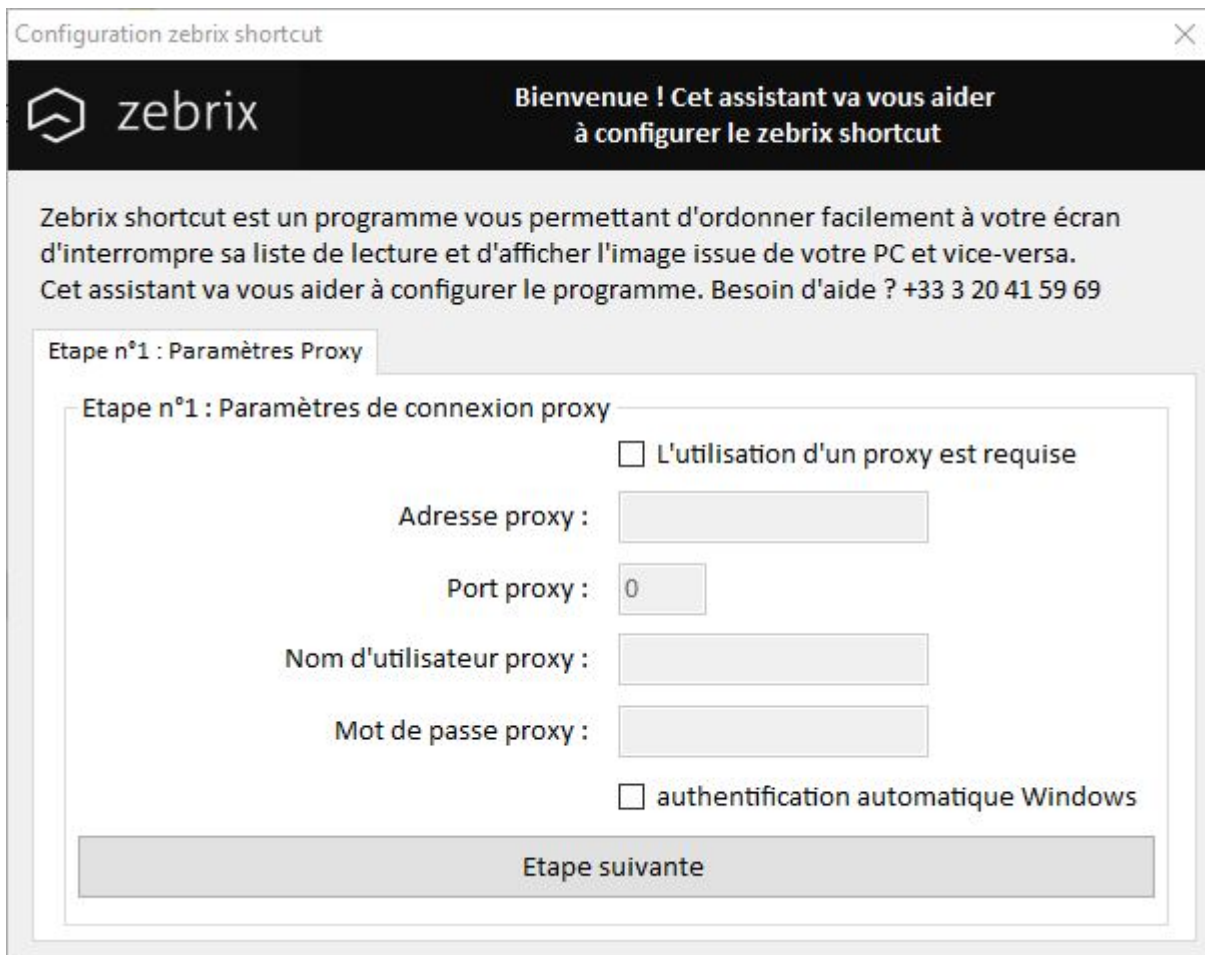 Configuration zebrix shortcut
zebrix
Bienvenue ! Cet assistant va vous aider
à configurer le zebrix shortcut
Zebrix shortcut est un programme vous permettant d'ordonner facilement à votre écran
d'interrompre sa liste de lecture et d'afficher l'image issue de votre PC et vice-versa.
Cet assistant va vous aider à configurer le programme. Besoin d'aide ? +33 3 20 41 59 69
Etape n°1 : Paramètres Proxy
Etape n°1 : Paramètres de connexion proxy
L'utilisation d'un proxy est requise
Adresse proxy :
Port proxy : 0
Nom d'utilisateur proxy :
Mot de passe proxy :
authentification automatique Windows
Etape suivante